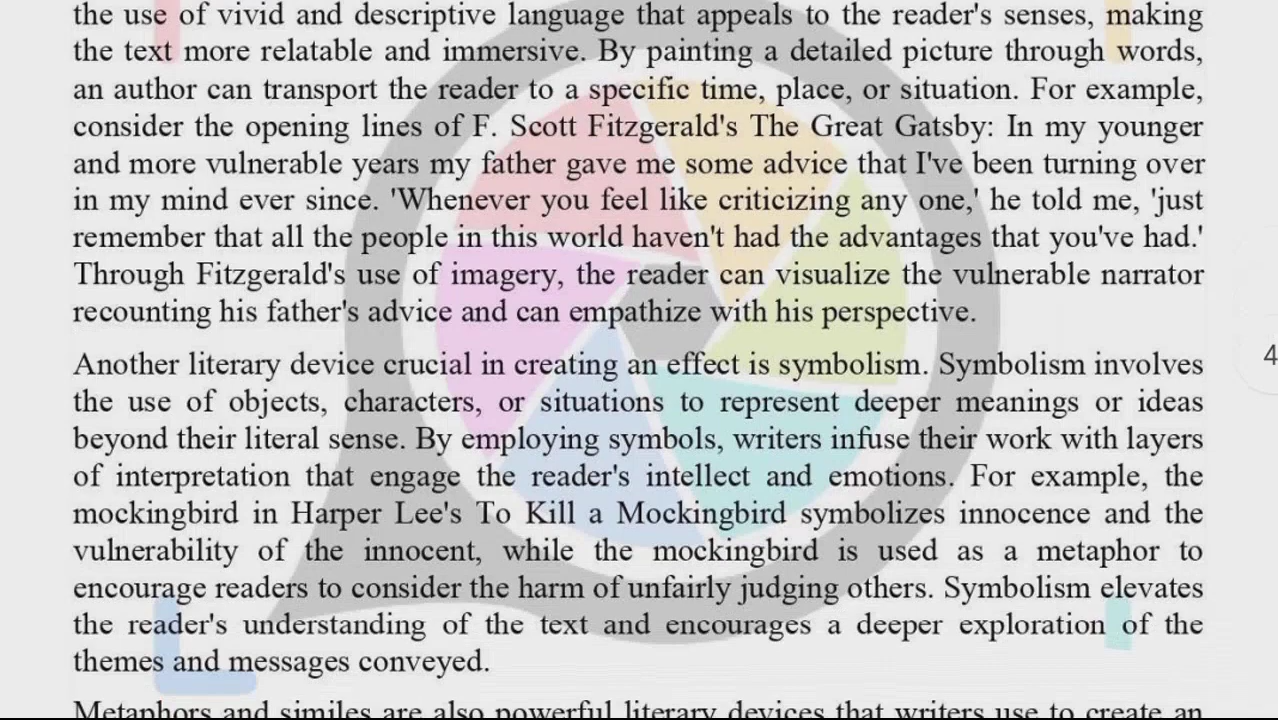 the use of vivid and descriptive language that appeals to the reader's senses, making
the text more relatable and immersive. By painting a detailed picture through words,
an author can transport the reader to a specific time, place, or situation. For example,
consider the opening lines of F. Scott Fitzgerald's The Great Gatsby: In my younger
and more vulnerable years my father gave me some advice that I've been turning over
in my mind ever since. 'Whenever you feel like criticizing any one,' he told me, 'just
remember that all the people in this world haven't had the advantages that you've had.'
Through Fitzgerald's use of imagery, the reader can visualize the vulnerable narrator
recounting his father's advice and can empathize with his perspective.
Another literary device crucial in creating an effect is symbolism. Symbolism involves
the use of objects, characters, or situations to represent deeper meanings or ideas
beyond their literal sense. By employing symbols, writers infuse their work with layers
of interpretation that engage the reader's intellect and emotions. For example, the
mockingbird in Harper Lee's To Kill a Mockingbird symbolizes innocence and the
vulnerability of the innocent, while the mockingbird is used as a metaphor to
encourage readers to consider the harm of unfairly judging others. Symbolism elevates
the reader's understanding of the text and encourages a deeper exploration of the
themes and messages conveyed.
Metaphors and similes are also powerful literary devices that writers use to create an
4